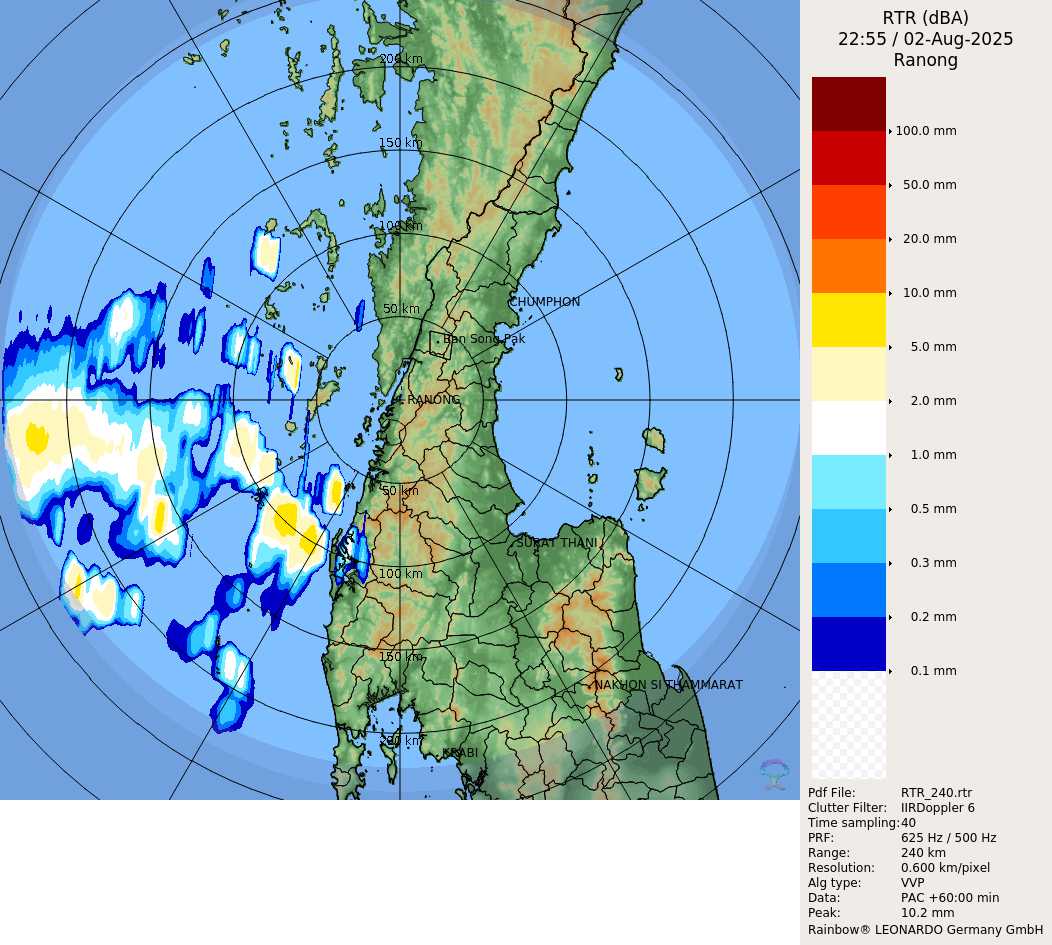 RTR (dBA)
22:55 / 02-Aug-2025
Ranong
200 km
150 km
100 km
50 km
CHUMPHON
Ban Song Pak
RANONG
50 km
SURAT THANI
100 km
150 km
NAKHON SI THAMMARAT
200 km
KRABI
100.0 mm
50.0 mm
20.0 mm
10.0 mm
5.0 mm
2.0 mm
1.0 mm
0.5 mm
0.3 mm
0.2 mm
0.1 mm
Pdf File: RTR_240.rtr
Clutter Filter: IIRDoppler 6
Time sampling: 40
PRF: 625 Hz / 500 Hz
Range: 240 km
Resolution: 0.600 km/pixel
Alg type: VVP
Data: PAC +60:00 min
Peak: 10.2 mm
Rainbow® LEONARDO Germany GmbH